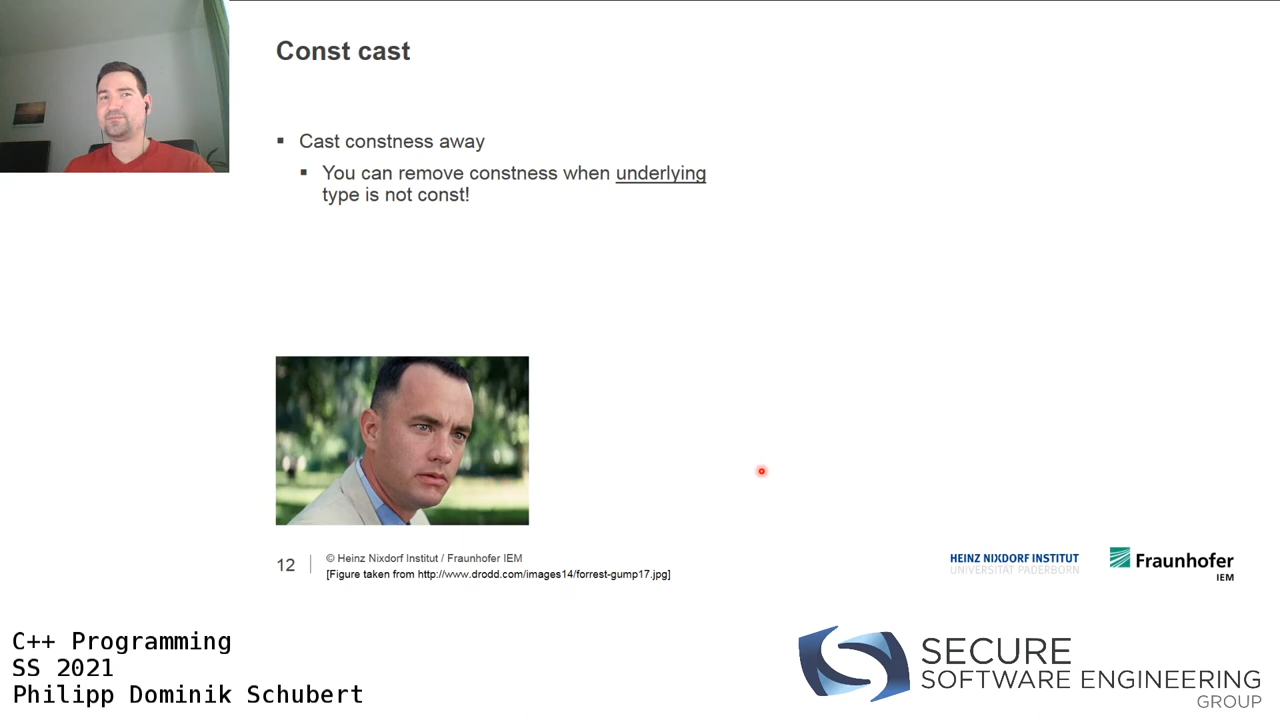 Const cast
▪ Cast constness away
▪ You can remove constness when underlying
type is not const!
12
© Heinz Nixdorf Institut / Fraunhofer IEM
[Figure taken from http://www.drodd.com/images14/forrest-gump17.jpg]
HEINZ NIXDORF INSTITUT
UNIVERSITÄT PADERBORN
Fraunhofer
IEM
C++ Programming
SS 2021
Philipp Dominik Schubert
SECURE
SOFTWARE ENGINEERING
GROUP